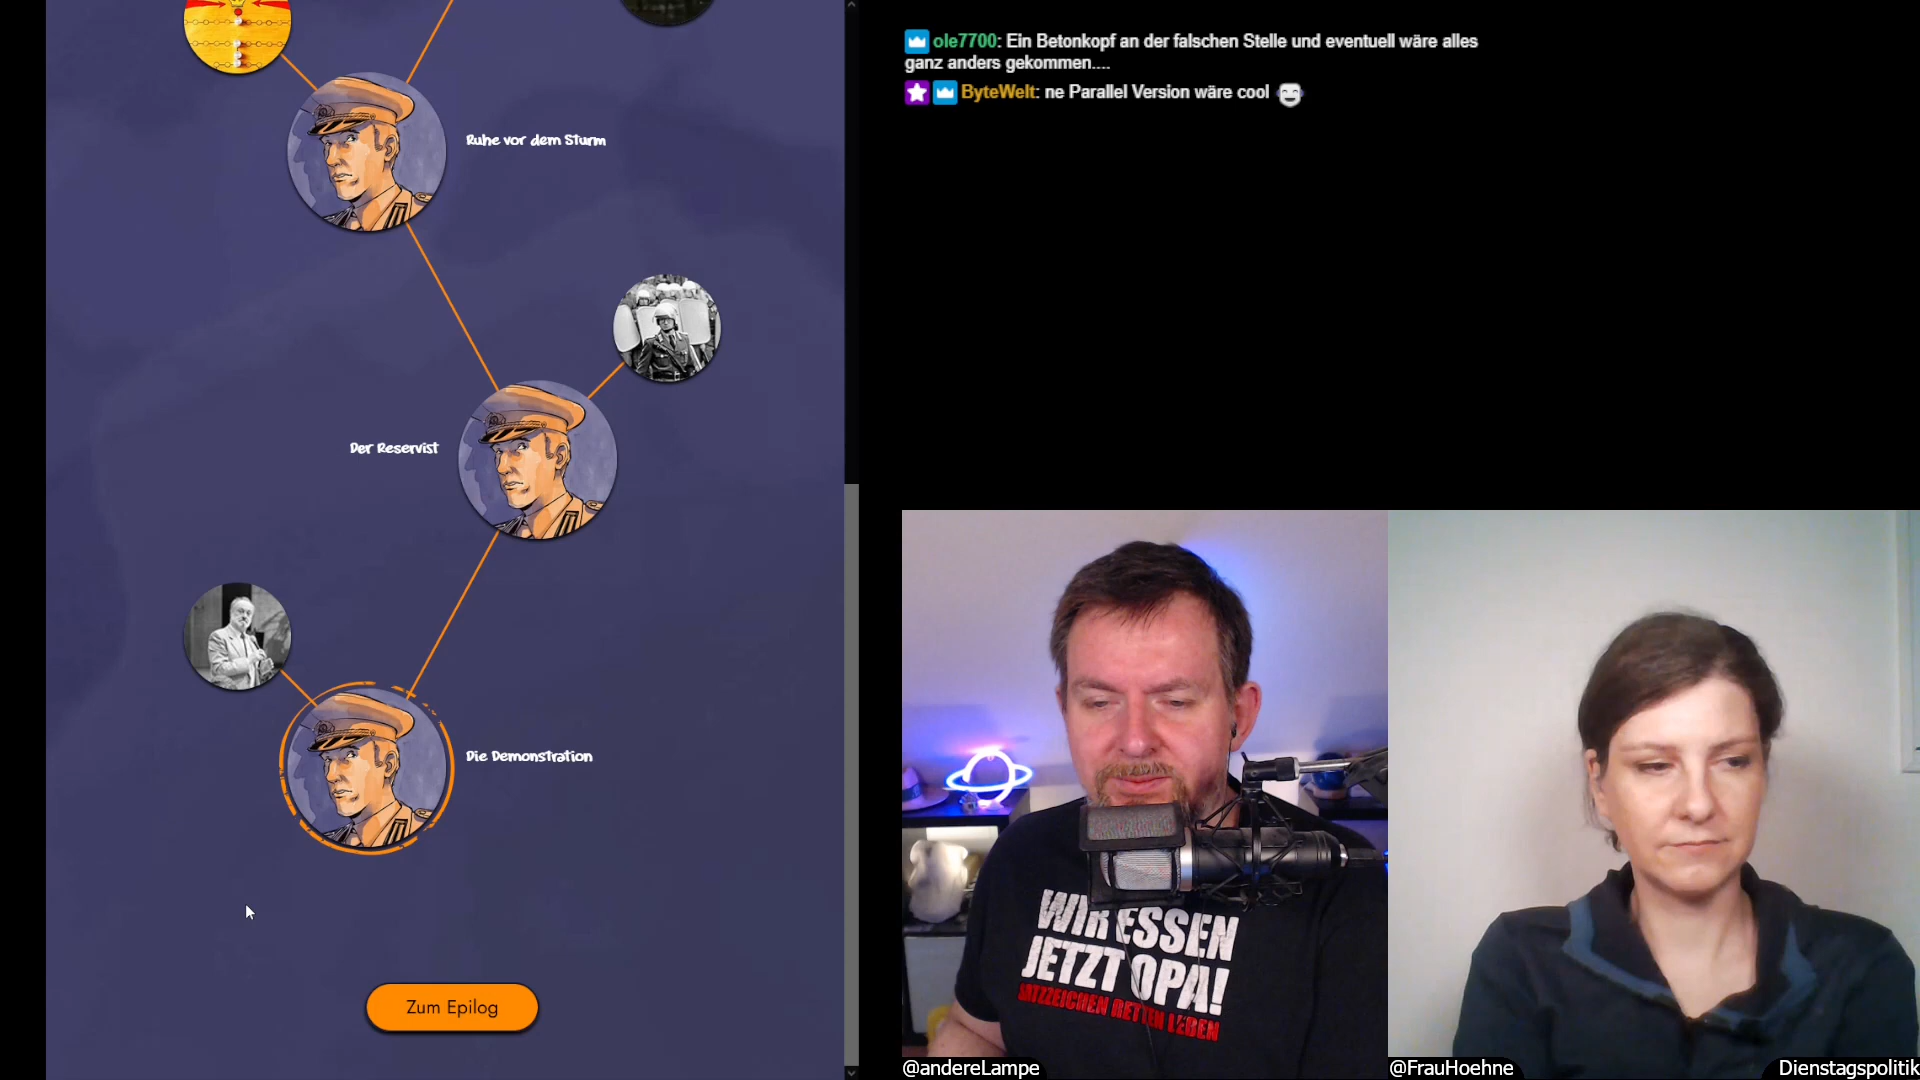 Ruhe vor dem Sturm
Der Reservist
Die Demonstration
Zum Epilog
ole7700: Ein Betonkopf an der falschen Stelle und eventuell wäre alles
ganz anders gekommen....
ByteWelt: ne Parallel Version wäre cool
WIR ESSEN
JETZT OPA!
SATZZEICHEN RETTEN LEBEN
@andereLampe
@FrauHoehne
Dienstagspolitik